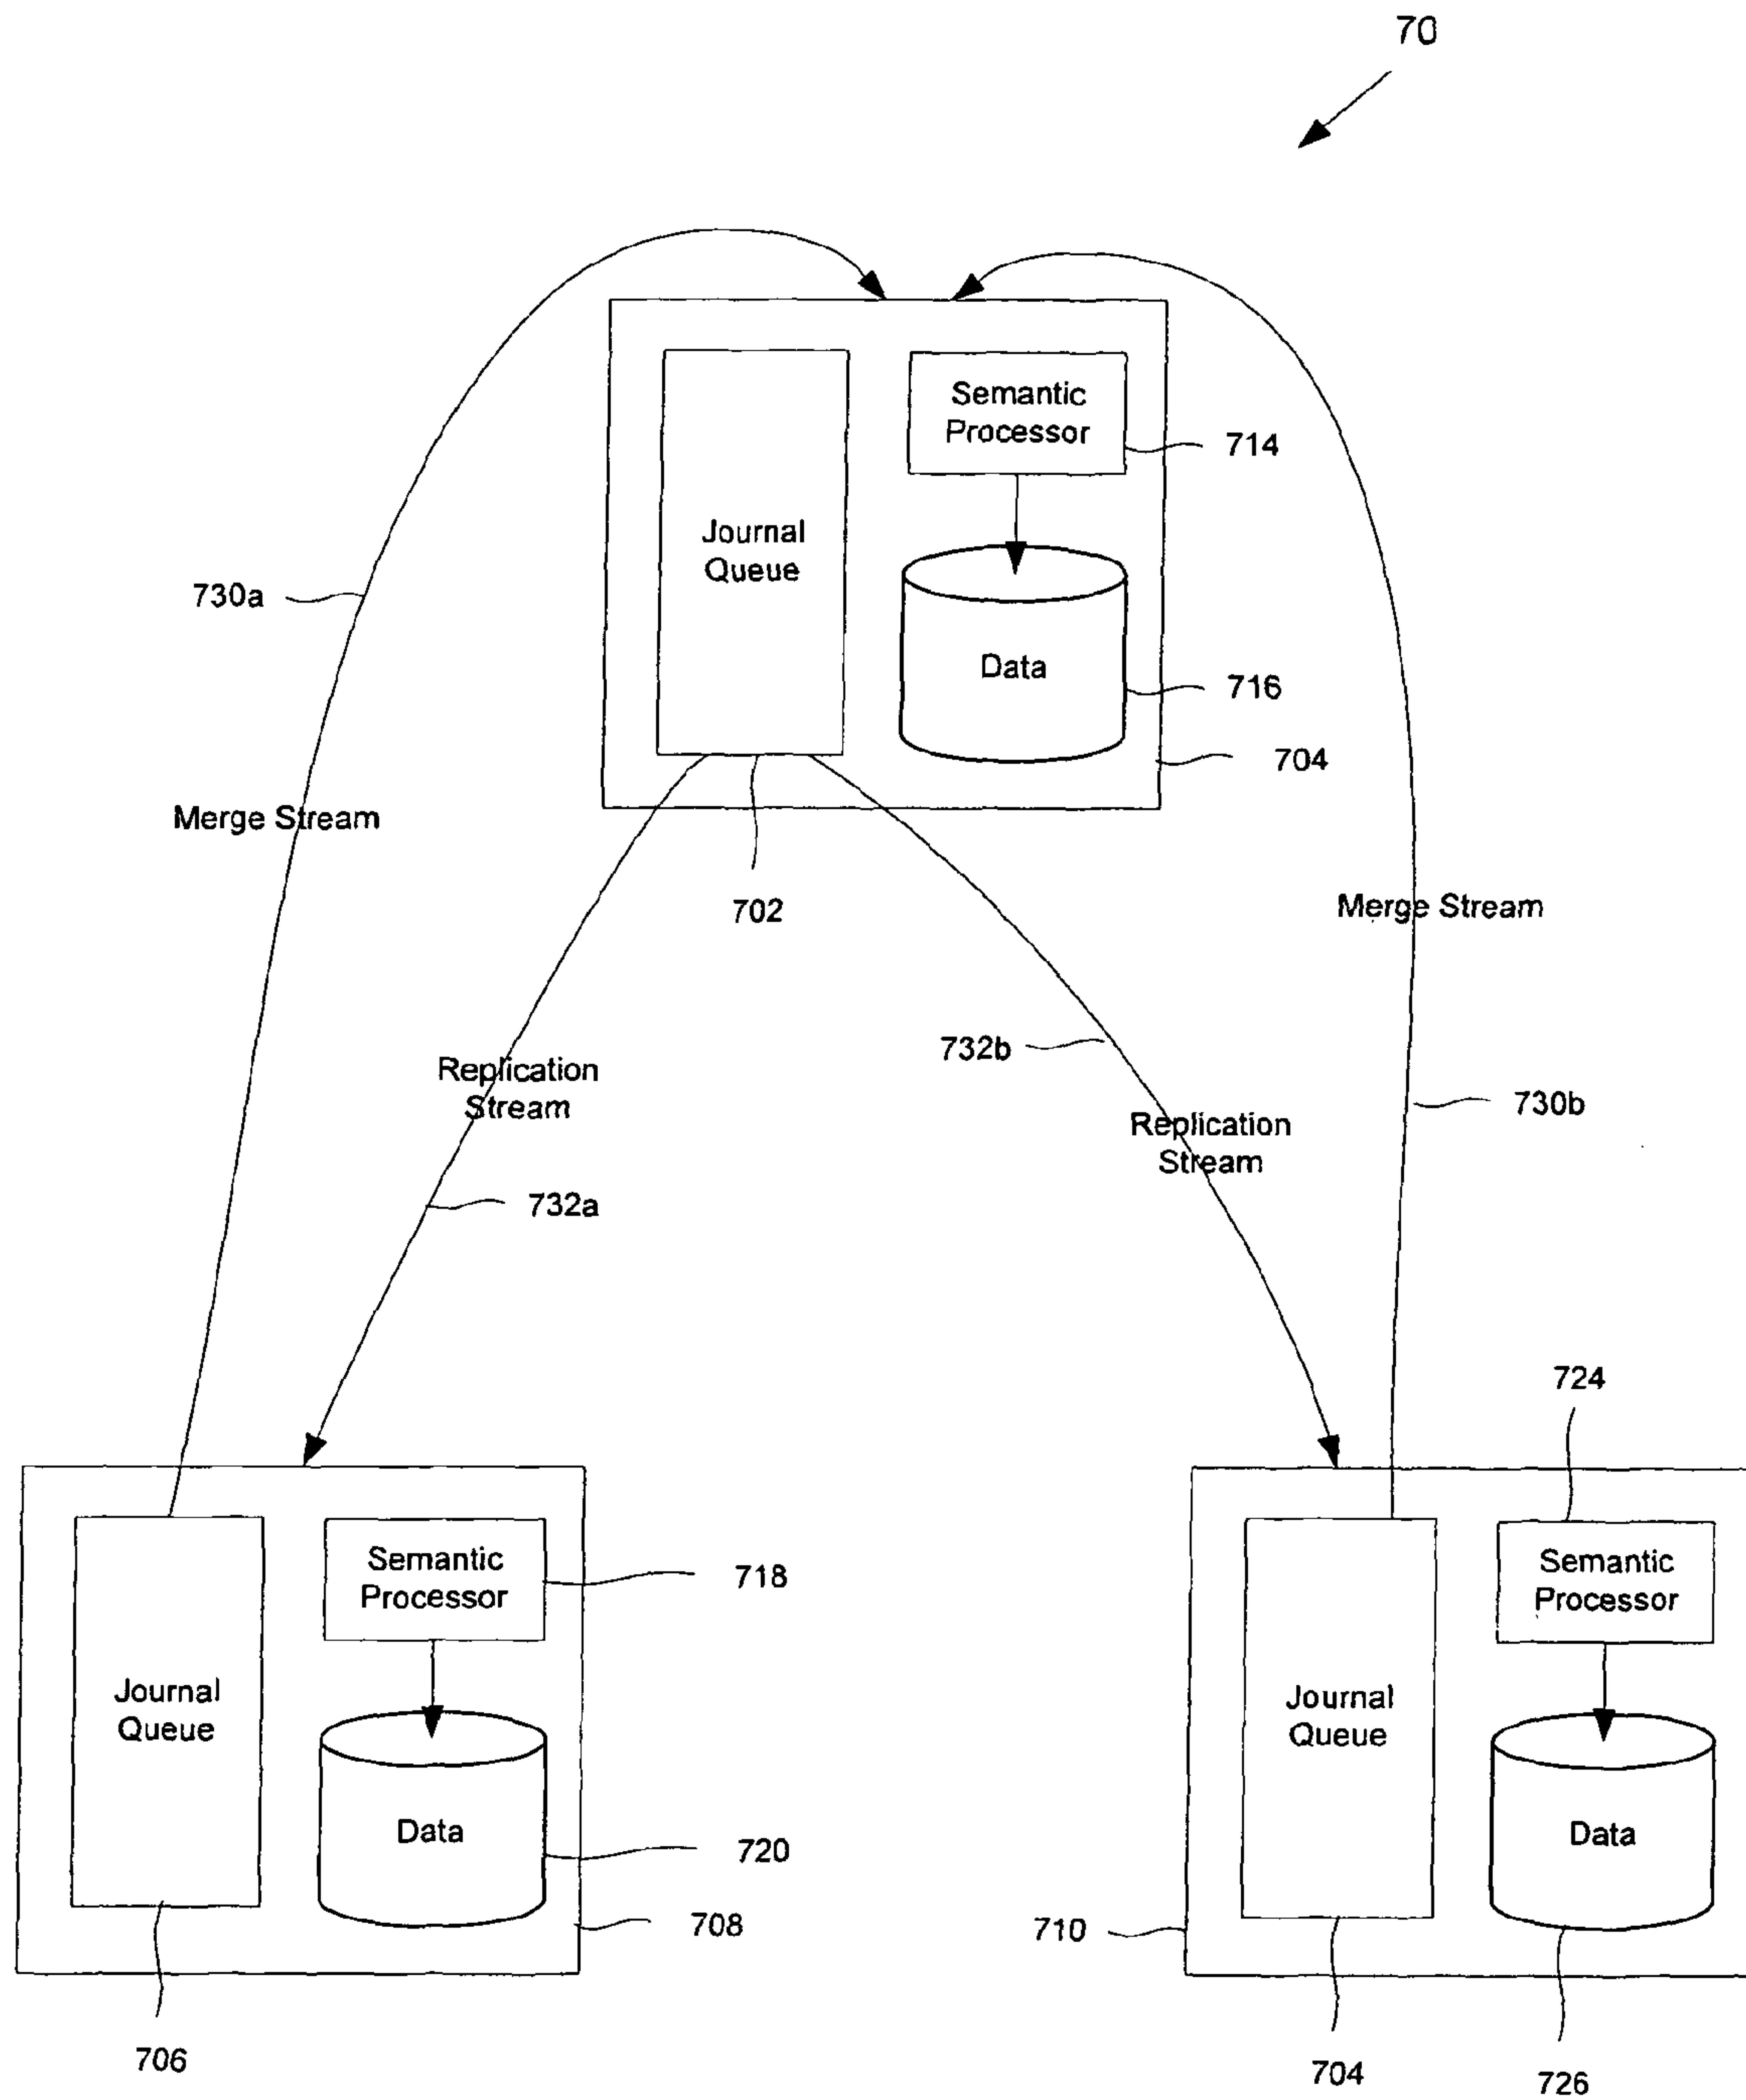 70
Semantic
Processor
714
Journal
Queue
730a
Data
716
704
Merge Stream
702
Merge Stream
732b
Replication
Stream
730b
Replication
Stream
732a
724
Semantic
Processor
718
Semantic
Processor
Journal
Queue
Journal
Queue
Data
720
Data
708
710
706
704
726